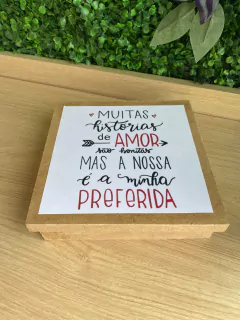 MUITAS
histórias
de AMOR
são bonitas
MAS A NOSSA
é a minha
PREFERIDA